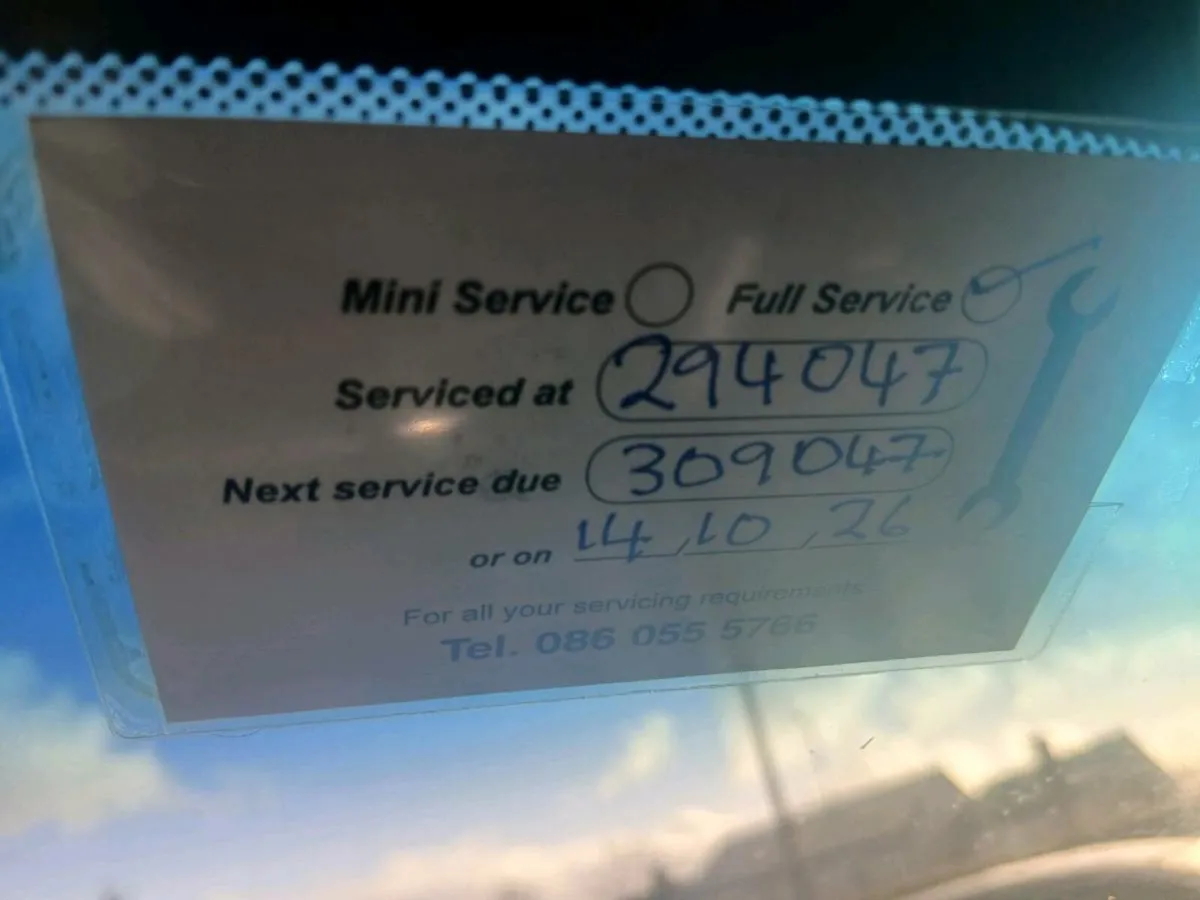 Mini Service Full Service
Serviced at 294047
Next service due 309047
or on 14,10,26
For all your servicing requirements
Tel. 086 055 5766